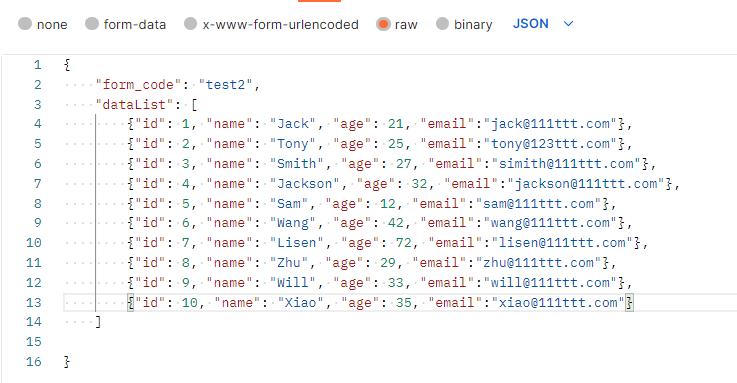 none form-data x-www-form-urlencoded raw binary JSON
1 {
2 "form_code": "test2",
3 "dataList": [
4 {"id": 1, "name": "Jack", "age": 21, "email":"jack@111ttt.com"},
5 {"id": 2, "name": "Tony", "age": 25, "email":"tony@123ttt.com"},
6 {"id": 3, "name": "Smith", "age": 27, "email":"simith@111ttt.com"},
7 {"id": 4, "name": "Jackson", "age": 32, "email":"jackson@111ttt.com"},
8 {"id": 5, "name": "Sam", "age": 12, "email":"sam@111ttt.com"},
9 {"id": 6, "name": "Wang", "age": 42, "email":"wang@111ttt.com"},
10 {"id": 7, "name": "Lisen", "age": 72, "email":"lisen@111ttt.com"},
11 {"id": 8, "name": "Zhu", "age": 29, "email":"zhu@111ttt.com"},
12 {"id": 9, "name": "Will", "age": 33, "email":"will@111ttt.com"},
13 {"id": 10, "name": "Xiao", "age": 35, "email":"xiao@111ttt.com"}
14 ]
15
16 }